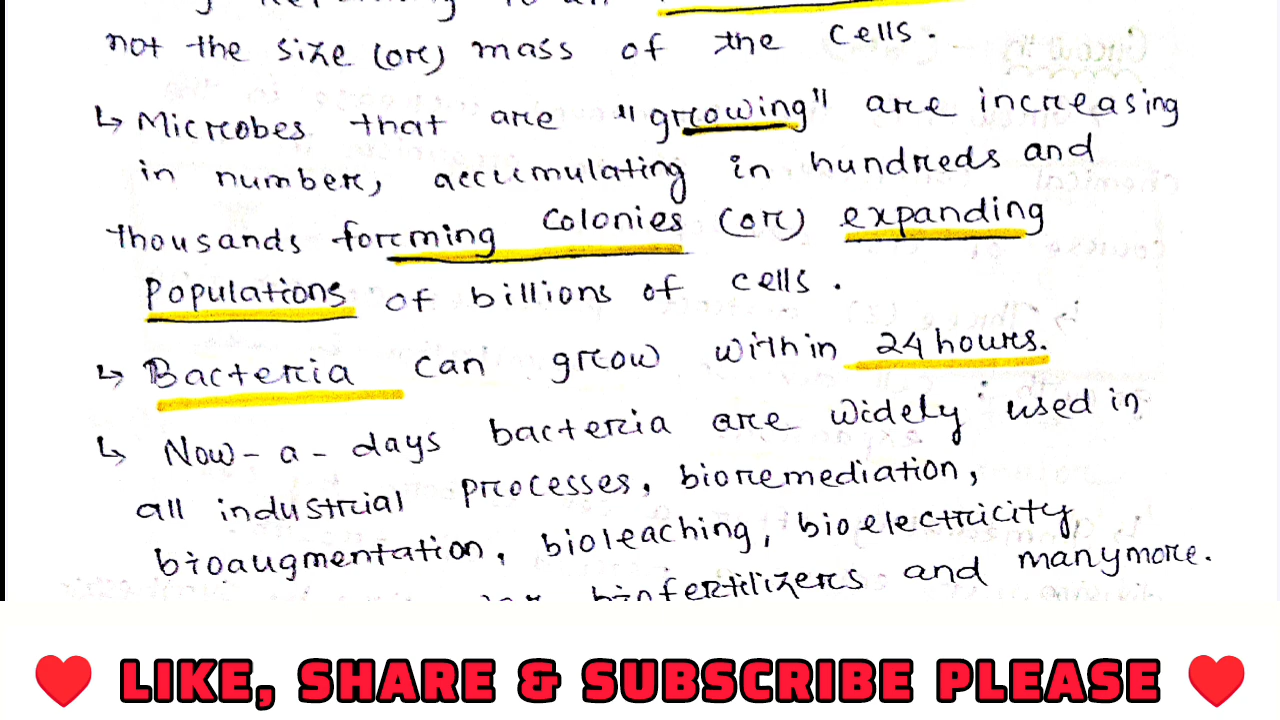 not the size (or) mass of the cells.
↳ Microbes that are "growing" are increasing
in number, accumulating in hundreds and
thousands forming colonies (or) expanding
Populations of billions of cells.
↳ Bacteria can grow within 24 hours.
↳ Now-a-days bacteria are widely used in
all industrial processes, bioremediation,
bioaugmentation, bioleaching, bioelectricity,
biofertilizers and manymore.
LIKE, SHARE & SUBSCRIBE PLEASE